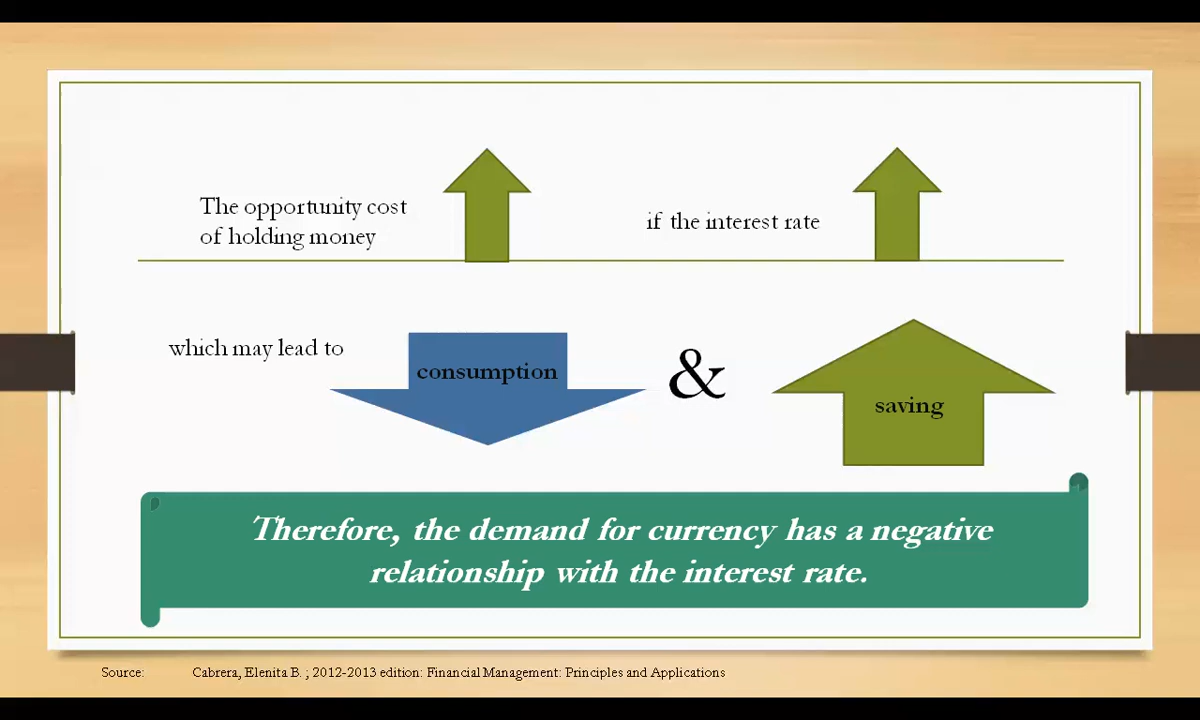 The opportunity cost
of holding money
if the interest rate
which may lead to
consumption
&
saving
Therefore, the demand for currency has a negative
relationship with the interest rate.
Source: Cabrera, Elenita B. ; 2012-2013 edition: Financial Management: Principles and Applications